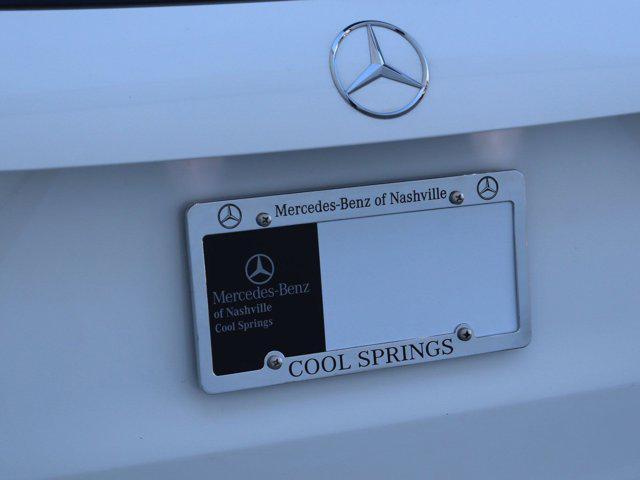 Mercedes-Benz of Nashville
Mercedes-Benz
of Nashville
Cool Springs
COOL SPRINGS